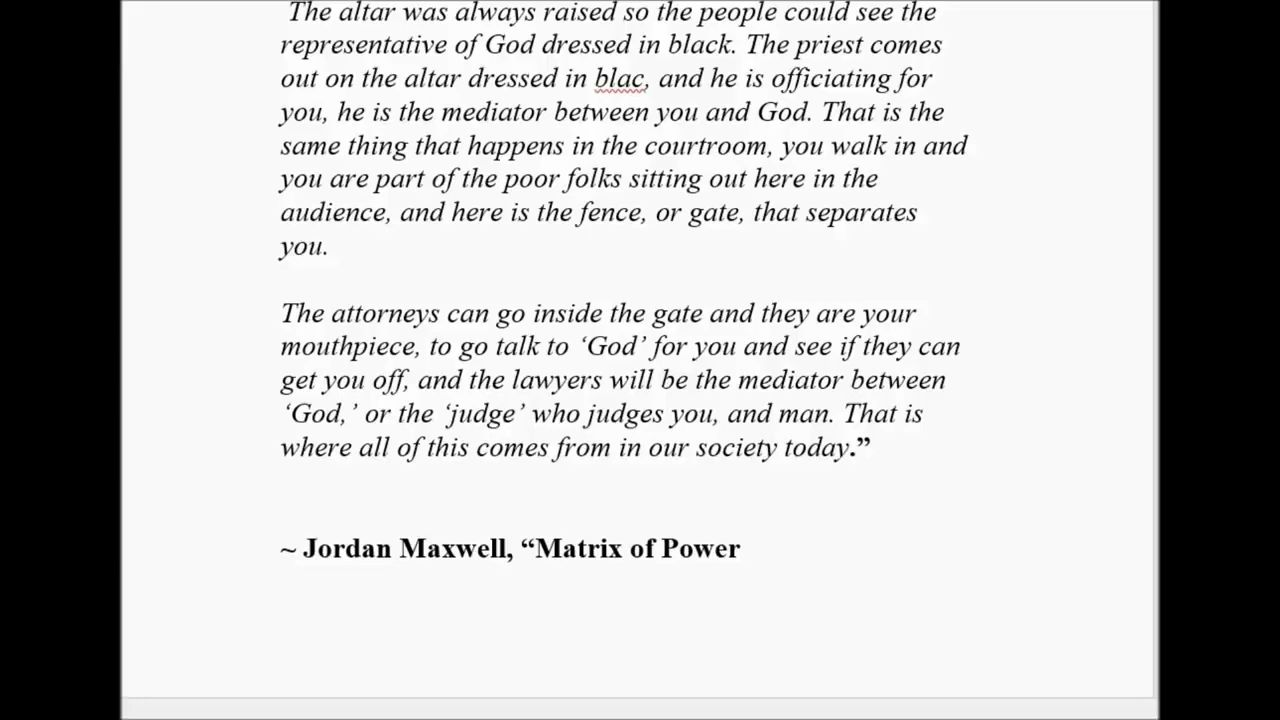 The altar was always raised so the people could see the
representative of God dressed in black. The priest comes
out on the altar dressed in blac, and he is officiating for
you, he is the mediator between you and God. That is the
same thing that happens in the courtroom, you walk in and
you are part of the poor folks sitting out here in the
audience, and here is the fence, or gate, that separates
you.
The attorneys can go inside the gate and they are your
mouthpiece, to go talk to ‘God’ for you and see if they can
get you off, and the lawyers will be the mediator between
‘God,’ or the ‘judge’ who judges you, and man. That is
where all of this comes from in our society today.”
~ Jordan Maxwell, “Matrix of Power